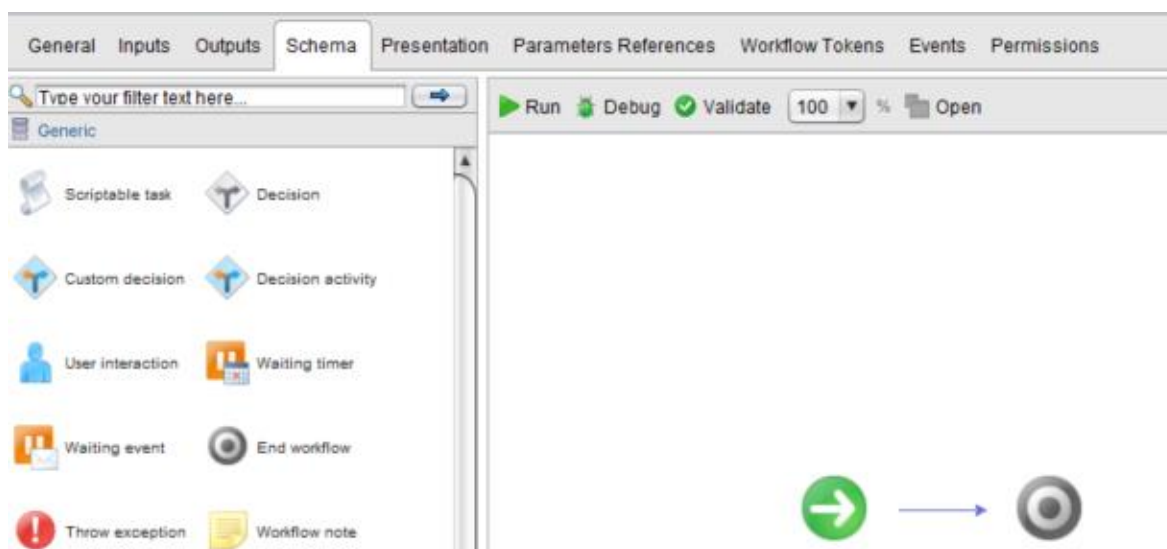 General Inputs Outputs Schema Presentation Parameters References Workflow Tokens Events Permissions
Type your filter text here...
Run Debug Validate 100 % Open
Generic
Scriptable task Decision
Custom decision Decision activity
User interaction Waiting timer
Waiting event End workflow
Throw exception Workflow note